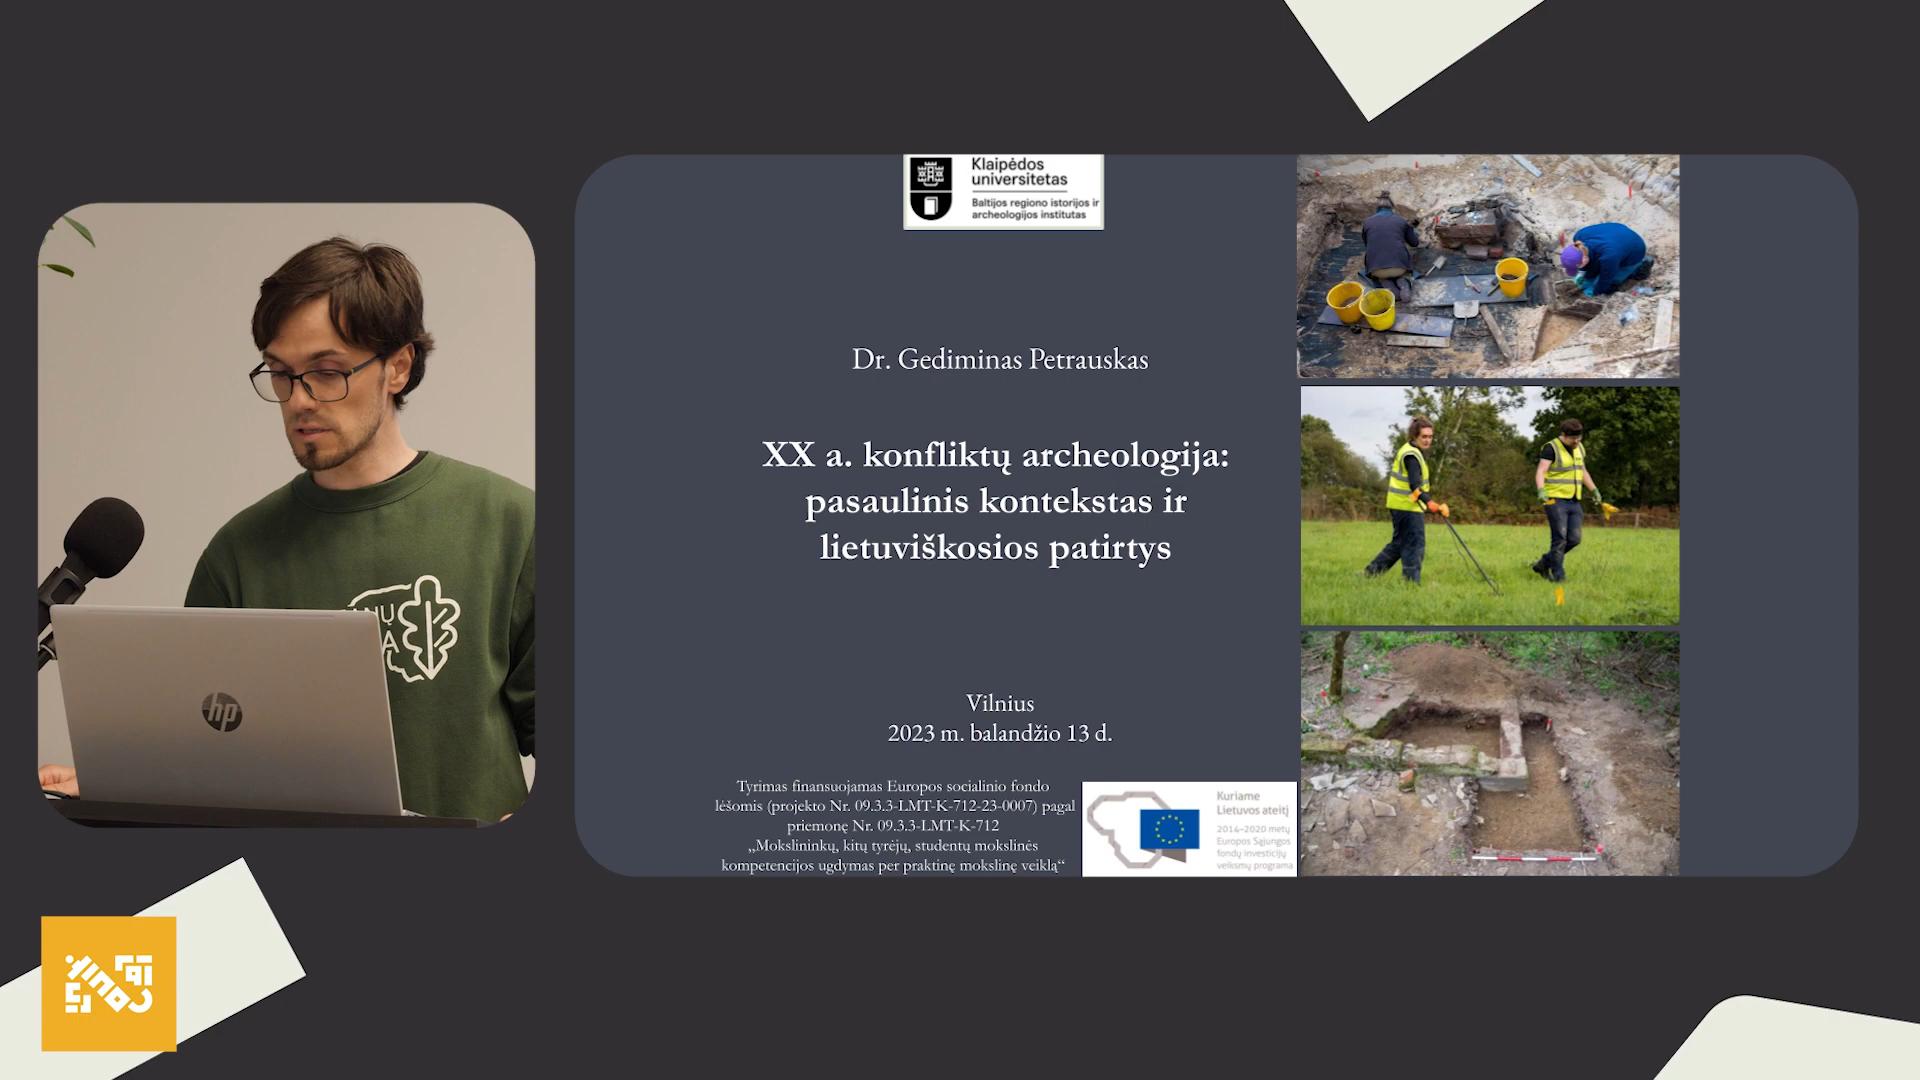 Klaipėdos
universitetas
Baltijos regiono istorijos ir
archeologijos institutas
Dr. Gediminas Petrauskas
XX a. konfliktų archeologija:
pasaulinis kontekstas ir
lietuviškosios patirtys
Vilnius
2023 m. balandžio 13 d.
Tyrimas finansuojamas Europos socialinio fondo
lėšomis (projekto Nr. 09.3.3-LMT-K-712-23-0007) pagal
priemonę Nr. 09.3.3-LMT-K-712
„Mokslininkų, kitų tyrėjų, studentų mokslinės
kompetencijos ugdymas per praktinę mokslinę veiklą“
Kuriame
Lietuvos ateitį
2014–2020 metų
Europos Sąjungos
fondų investicijų
veiksmų programa
hp